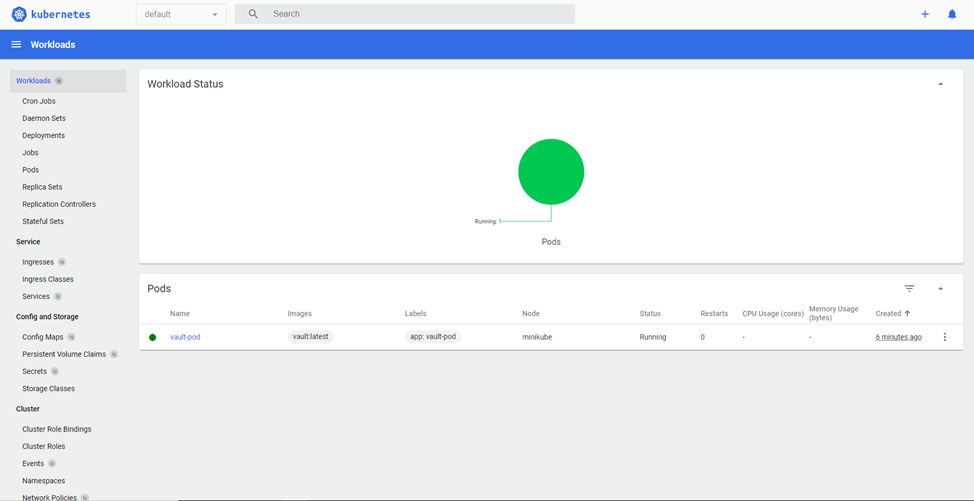 kubernetes
default
Search
Workloads
Workloads N
Cron Jobs
Daemon Sets
Deployments
Jobs
Pods
Replica Sets
Replication Controllers
Stateful Sets
Service
Ingresses N
Ingress Classes
Services N
Config and Storage
Config Maps N
Persistent Volume Claims N
Secrets N
Storage Classes
Cluster
Cluster Role Bindings
Cluster Roles
Events N
Namespaces
Network Policies N
Workload Status
Running: 1
Pods
Pods
Name Images Labels Node Status Restarts CPU Usage (cores) Memory Usage (bytes) Created
vault-pod vault:latest app: vault-pod minikube Running 0 - - 6 minutes ago